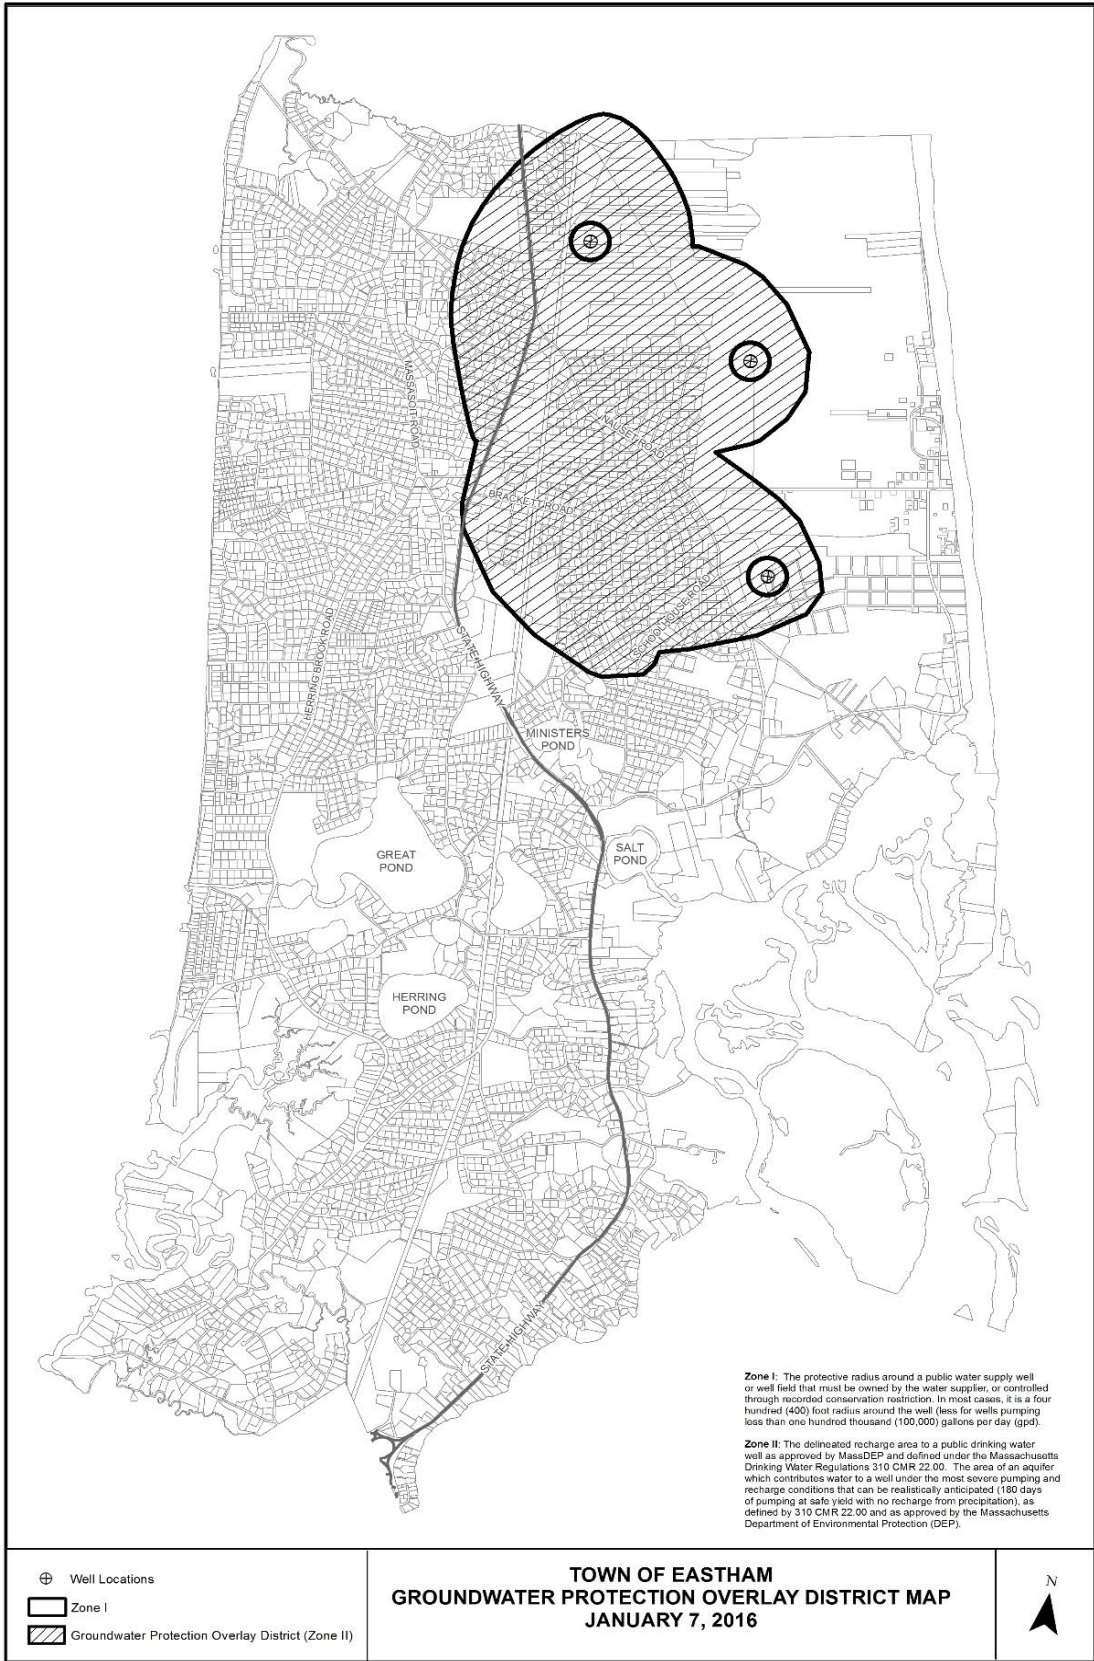 MASSASOIT ROAD
NAUSET ROAD
BRACKETT ROAD
SCHOOLHOUSE ROAD
HERRING BROOK ROAD
STATE HIGHWAY
MINISTERS
POND
GREAT
POND
SALT
POND
HERRING
POND
STATE HIGHWAY
Zone I: The protective radius around a public water supply well
or well field that must be owned by the water supplier, or controlled
through recorded conservation restriction. In most cases, it is a four
hundred (400) foot radius around the well (less for wells pumping
less than one hundred thousand (100,000) gallons per day (gpd).
Zone II: The delineated recharge area to a public drinking water
well as approved by MassDEP and defined under the Massachusetts
Drinking Water Regulations 310 CMR 22.00. The area of an aquifer
which contributes water to a well under the most severe pumping and
recharge conditions that can be realistically anticipated (180 days
of pumping at safe yield with no recharge from precipitation), as
defined by 310 CMR 22.00 and as approved by the Massachusetts
Department of Environmental Protection (DEP).
Well Locations
Zone I
Groundwater Protection Overlay District (Zone II)
TOWN OF EASTHAM
GROUNDWATER PROTECTION OVERLAY DISTRICT MAP
JANUARY 7, 2016
N